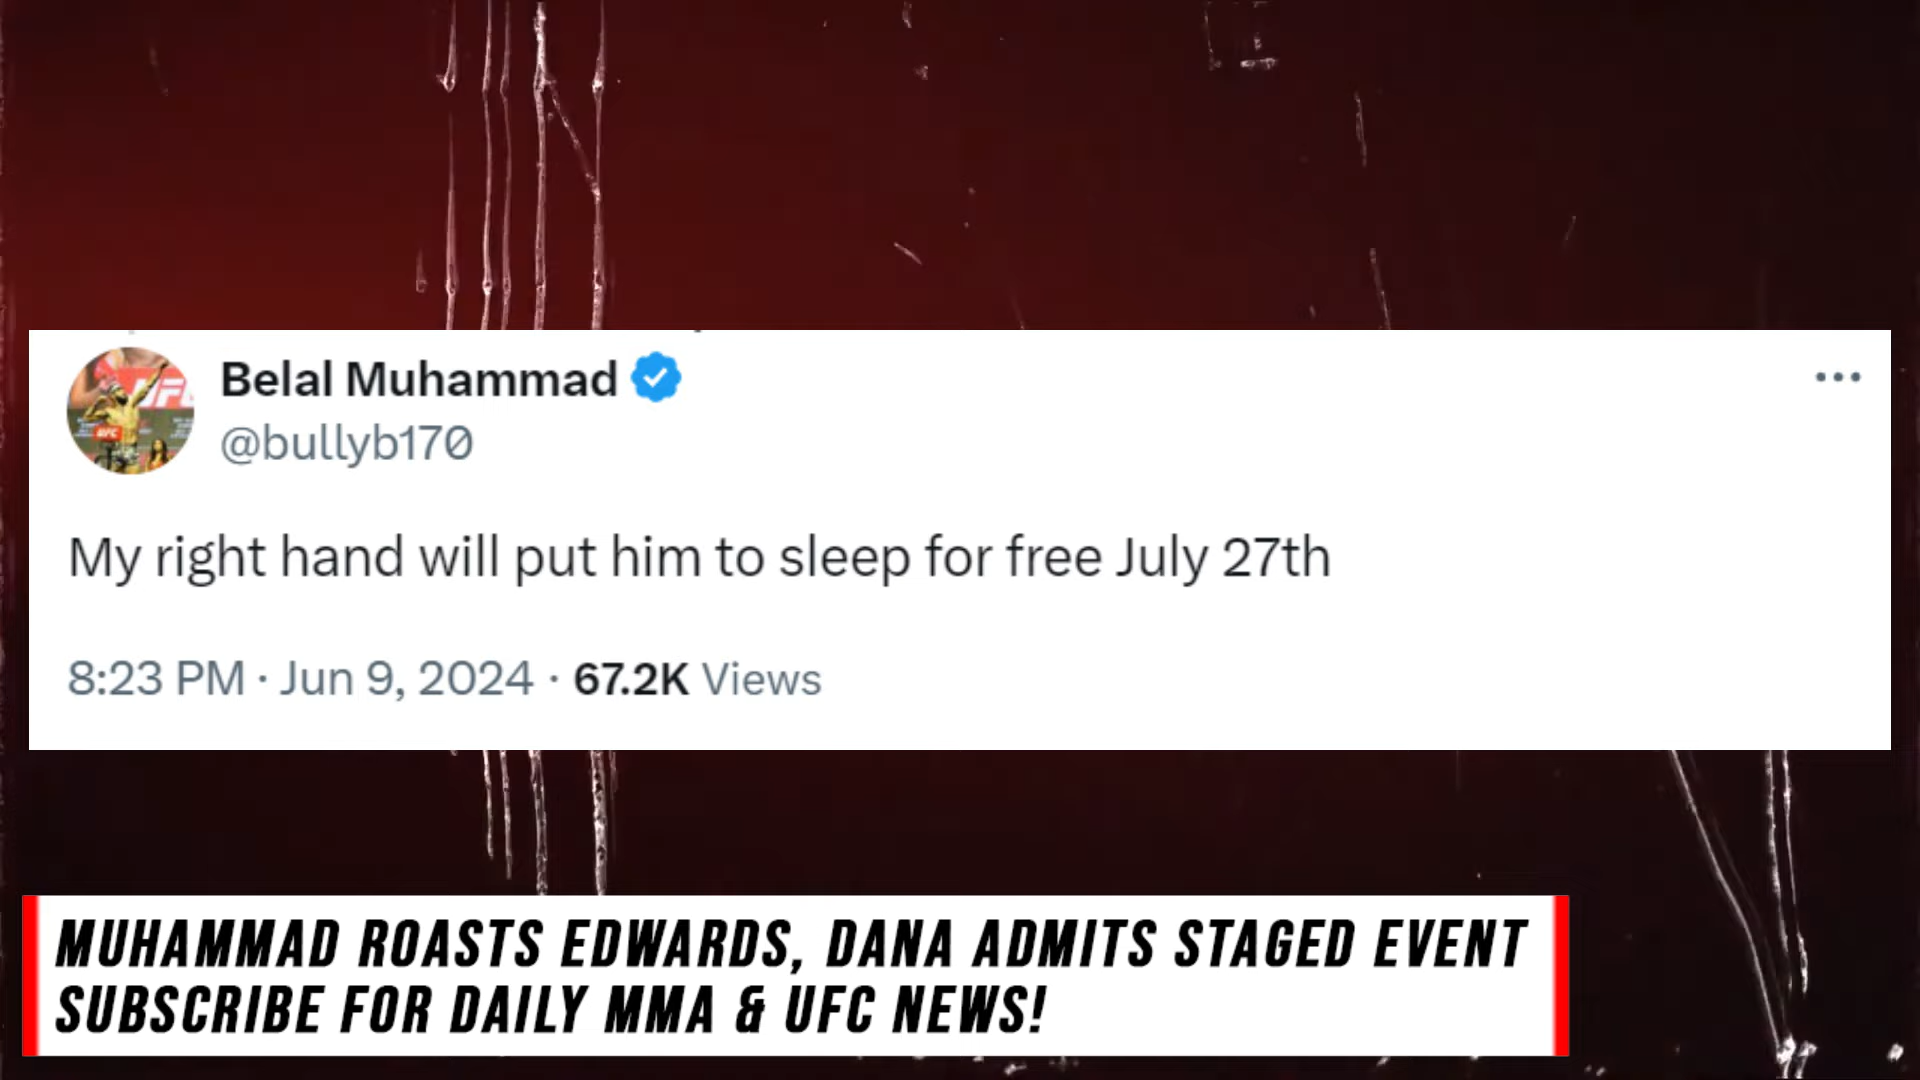 Belal Muhammad
@bullyb170
My right hand will put him to sleep for free July 27th
8:23 PM · Jun 9, 2024 · 67.2K Views
MUHAMMAD ROASTS EDWARDS, DANA ADMITS STAGED EVENT
SUBSCRIBE FOR DAILY MMA & UFC NEWS!